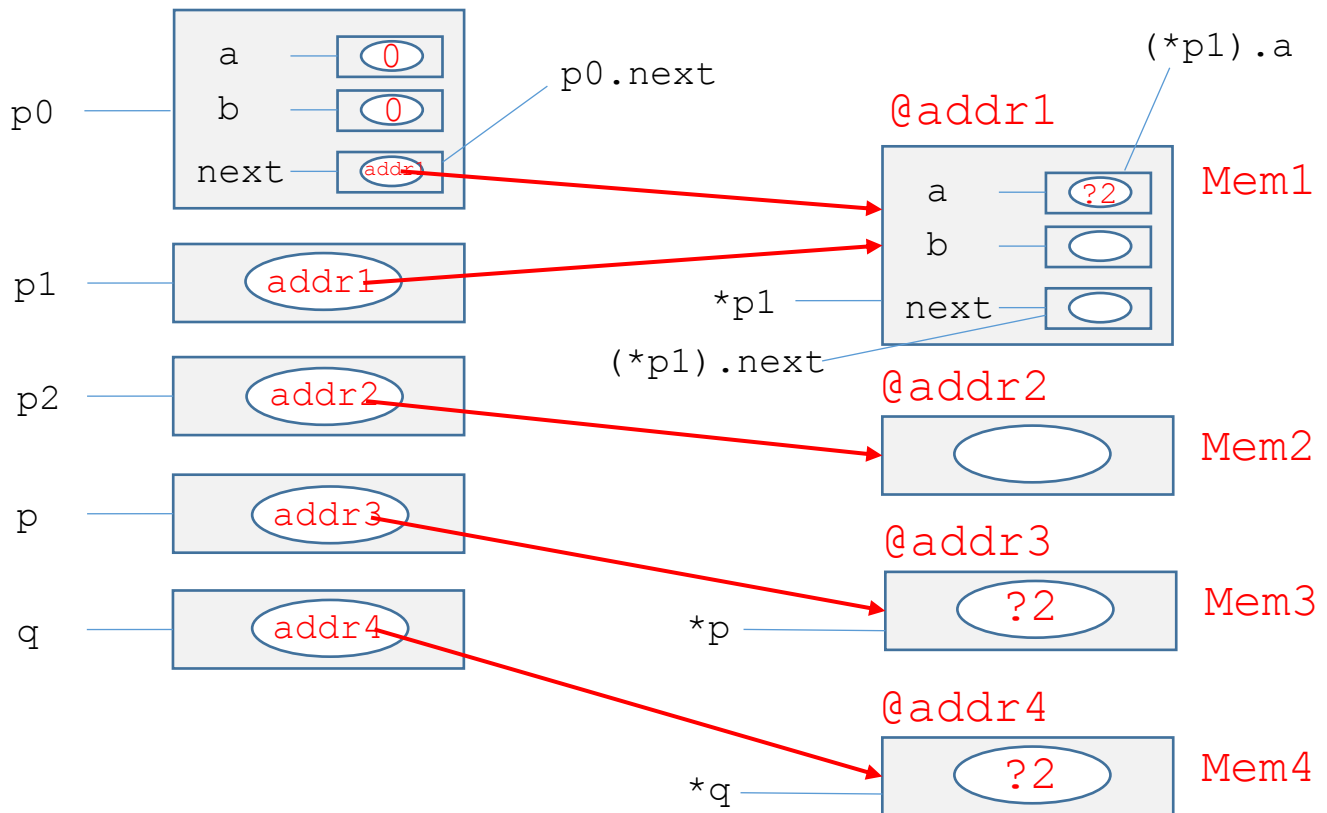 a
0
p0.next
(*p1).a
p0
b
0
@addr1
next
addr1
a
?2
Mem1
b
p1
addr1
*p1
next
(*p1).next
p2
addr2
@addr2
Mem2
p
addr3
@addr3
?2
Mem3
q
addr4
*p
@addr4
?2
Mem4
*q